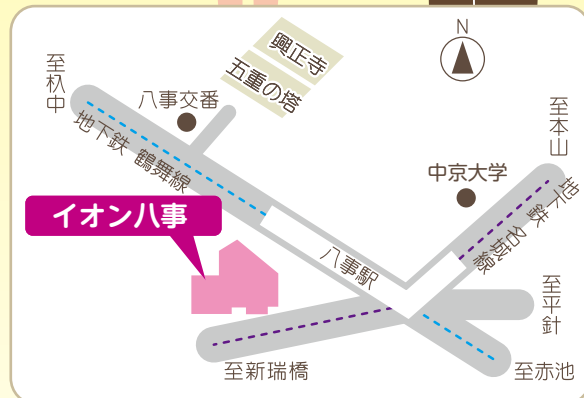 興正寺
五重の塔
N
至杁中
八事交番
至本山
地下鉄 鶴舞線
中京大学
地下鉄 名城線
イオン八事
八事駅
至平針
至新瑞橋
至赤池